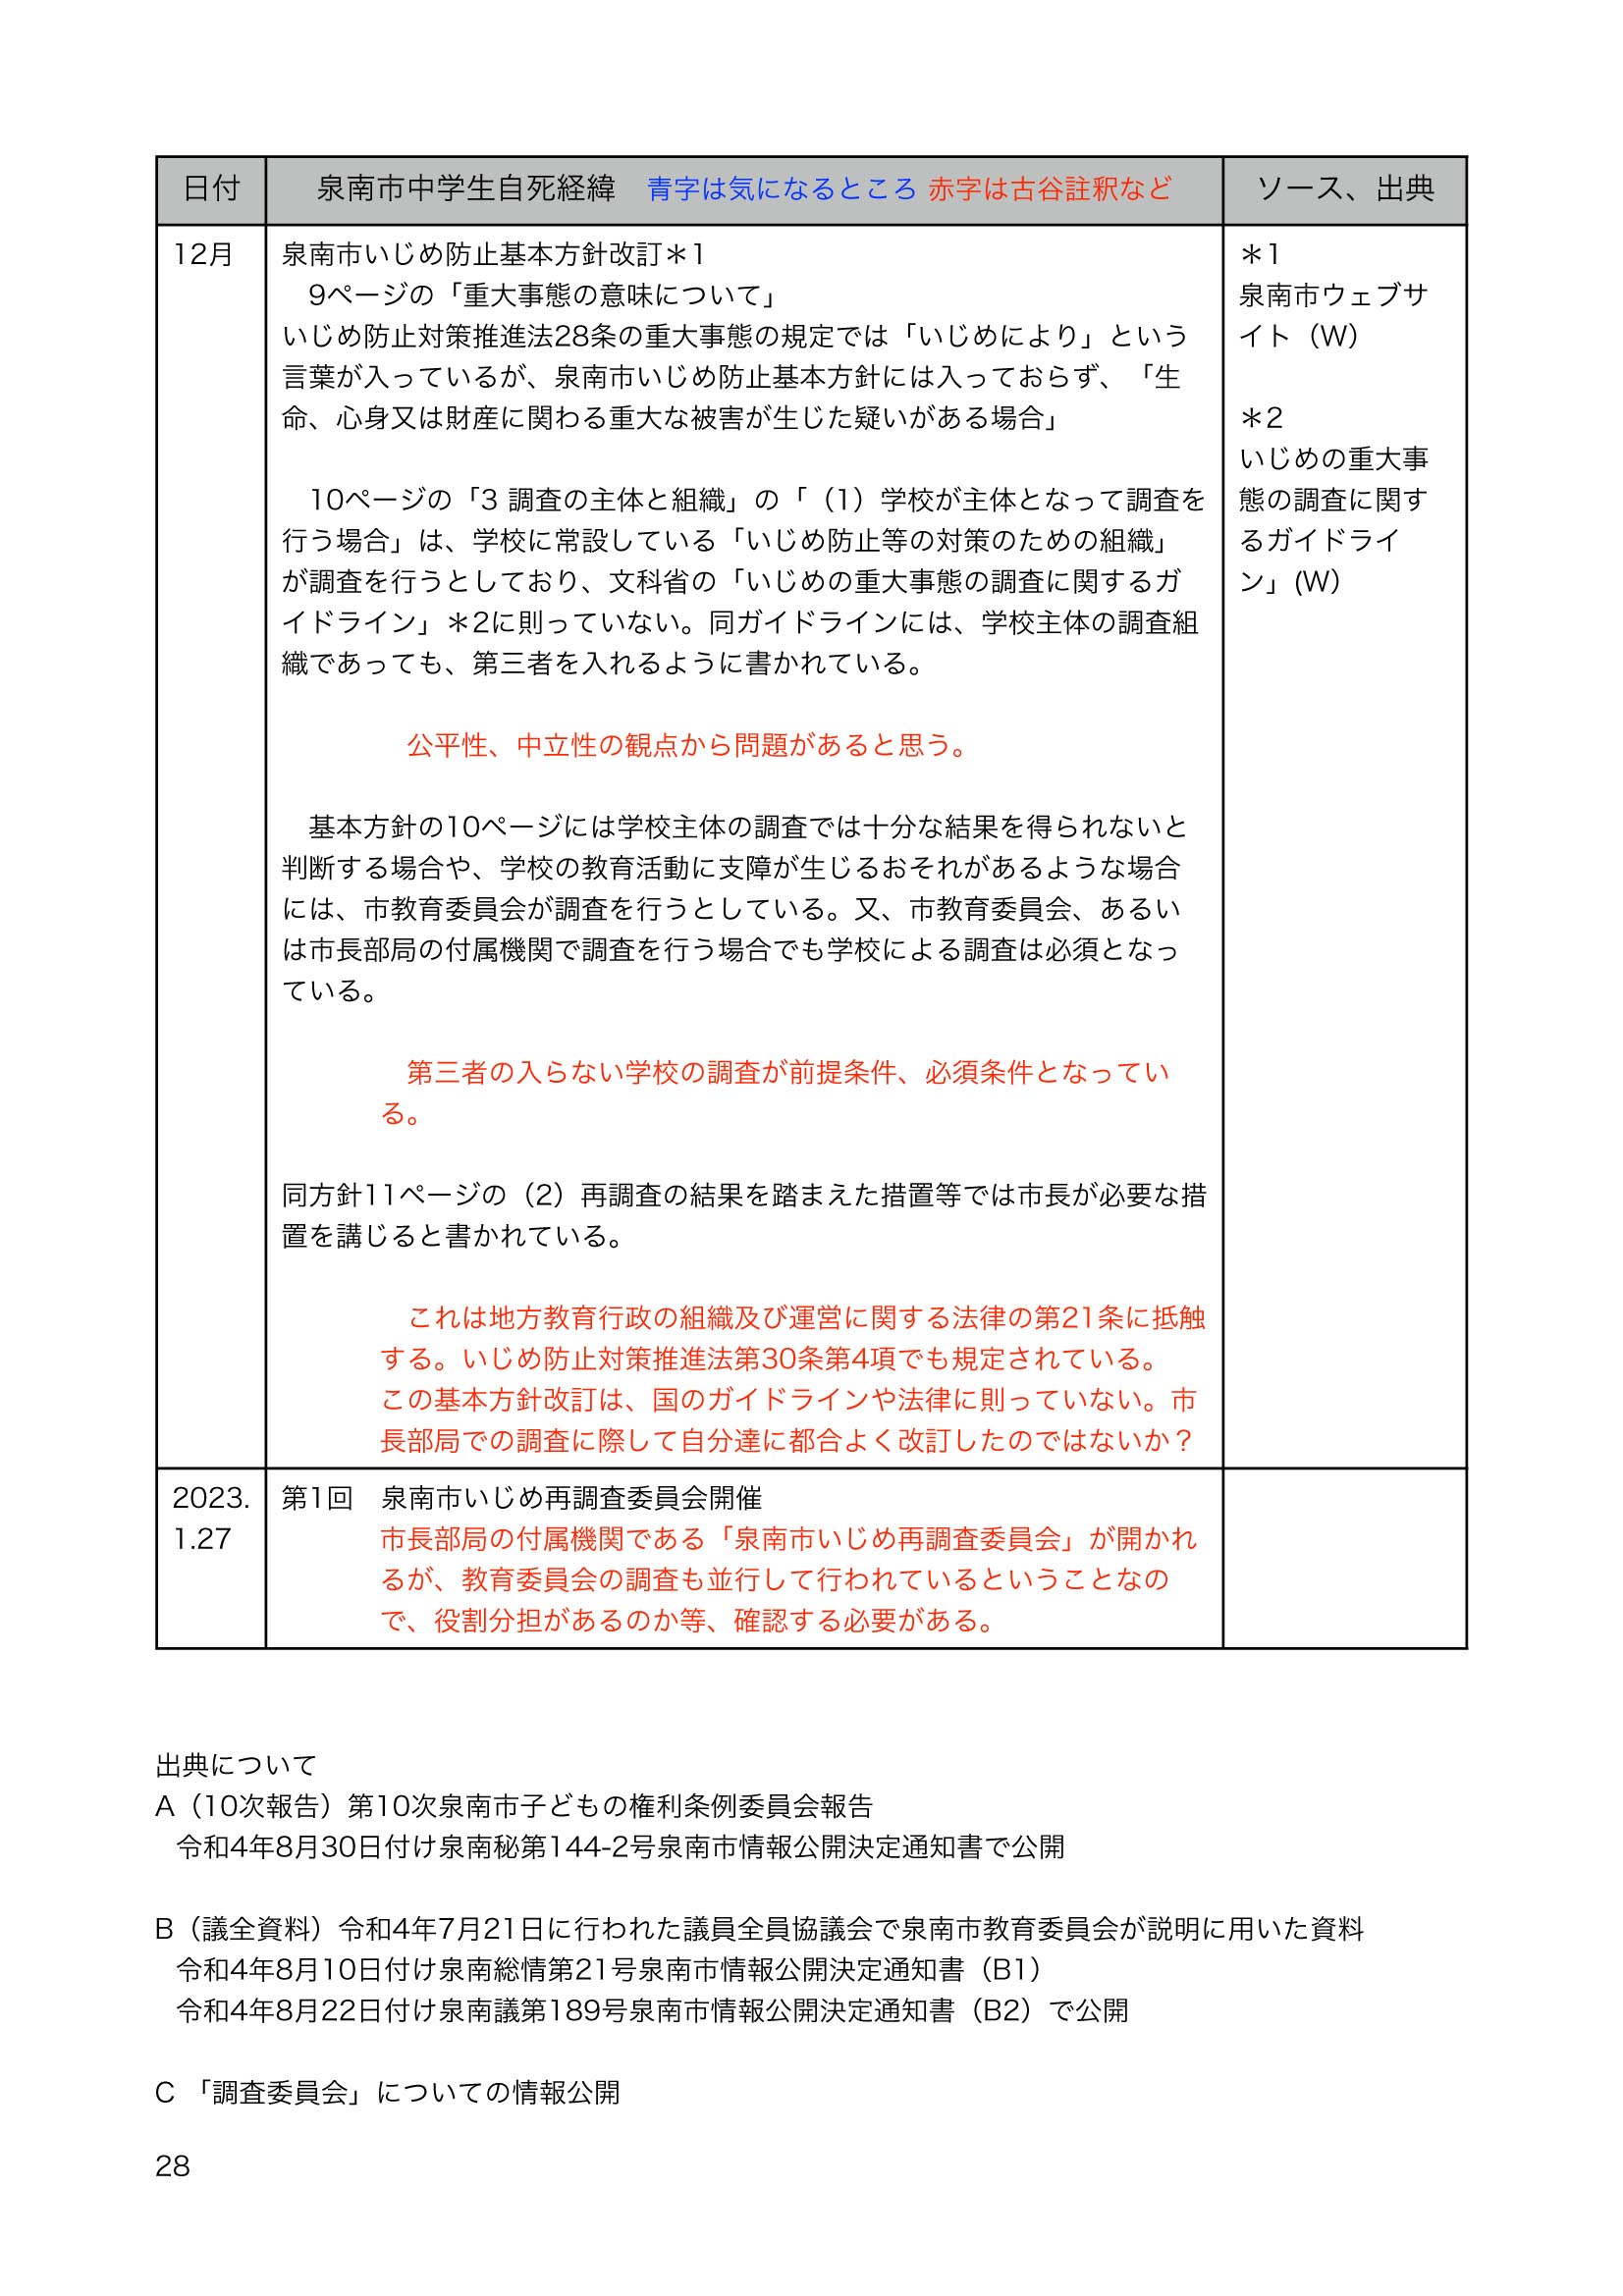 日付
泉南市中学生自死経緯　青字は気になるところ 赤字は古谷註釈など
ソース、出典
12月
泉南市いじめ防止基本方針改訂＊1
　9ページの「重大事態の意味について」
いじめ防止対策推進法28条の重大事態の規定では「いじめにより」という
言葉が入っているが、泉南市いじめ防止基本方針には入っておらず、「生
命、心身又は財産に関わる重大な被害が生じた疑いがある場合」
　10ページの「3 調査の主体と組織」の「（1）学校が主体となって調査を
行う場合」は、学校に常設している「いじめ防止等の対策のための組織」
が調査を行うとしており、文科省の「いじめの重大事態の調査に関するガ
イドライン」＊2に則っていない。同ガイドラインには、学校主体の調査組
織であっても、第三者を入れるように書かれている。
公平性、中立性の観点から問題があると思う。
　基本方針の10ページには学校主体の調査では十分な結果を得られないと
判断する場合や、学校の教育活動に支障が生じるおそれがあるような場合
には、市教育委員会が調査を行うとしている。又、市教育委員会、あるい
は市長部局の付属機関で調査を行う場合でも学校による調査は必須となっ
ている。
　第三者の入らない学校の調査が前提条件、必須条件となってい
る。
同方針11ページの（2）再調査の結果を踏まえた措置等では市長が必要な措
置を講じると書かれている。
　これは地方教育行政の組織及び運営に関する法律の第21条に抵触
する。いじめ防止対策推進法第30条第4項でも規定されている。
この基本方針改訂は、国のガイドラインや法律に則っていない。市
長部局での調査に際して自分達に都合よく改訂したのではないか？
＊1
泉南市ウェブサ
イト（W）
＊2
いじめの重大事
態の調査に関す
るガイドライ
ン」(W）
2023.
1.27
第1回　泉南市いじめ再調査委員会開催
市長部局の付属機関である「泉南市いじめ再調査委員会」が開かれ
るが、教育委員会の調査も並行して行われているということなの
で、役割分担があるのか等、確認する必要がある。
出典について
A（10次報告）第10次泉南市子どもの権利条例委員会報告
令和4年8月30日付け泉南秘第144-2号泉南市情報公開決定通知書で公開
B（議全資料）令和4年7月21日に行われた議員全員協議会で泉南市教育委員会が説明に用いた資料
令和4年8月10日付け泉南総情第21号泉南市情報公開決定通知書（B1）
令和4年8月22日付け泉南議第189号泉南市情報公開決定通知書（B2）で公開
C 「調査委員会」についての情報公開
28